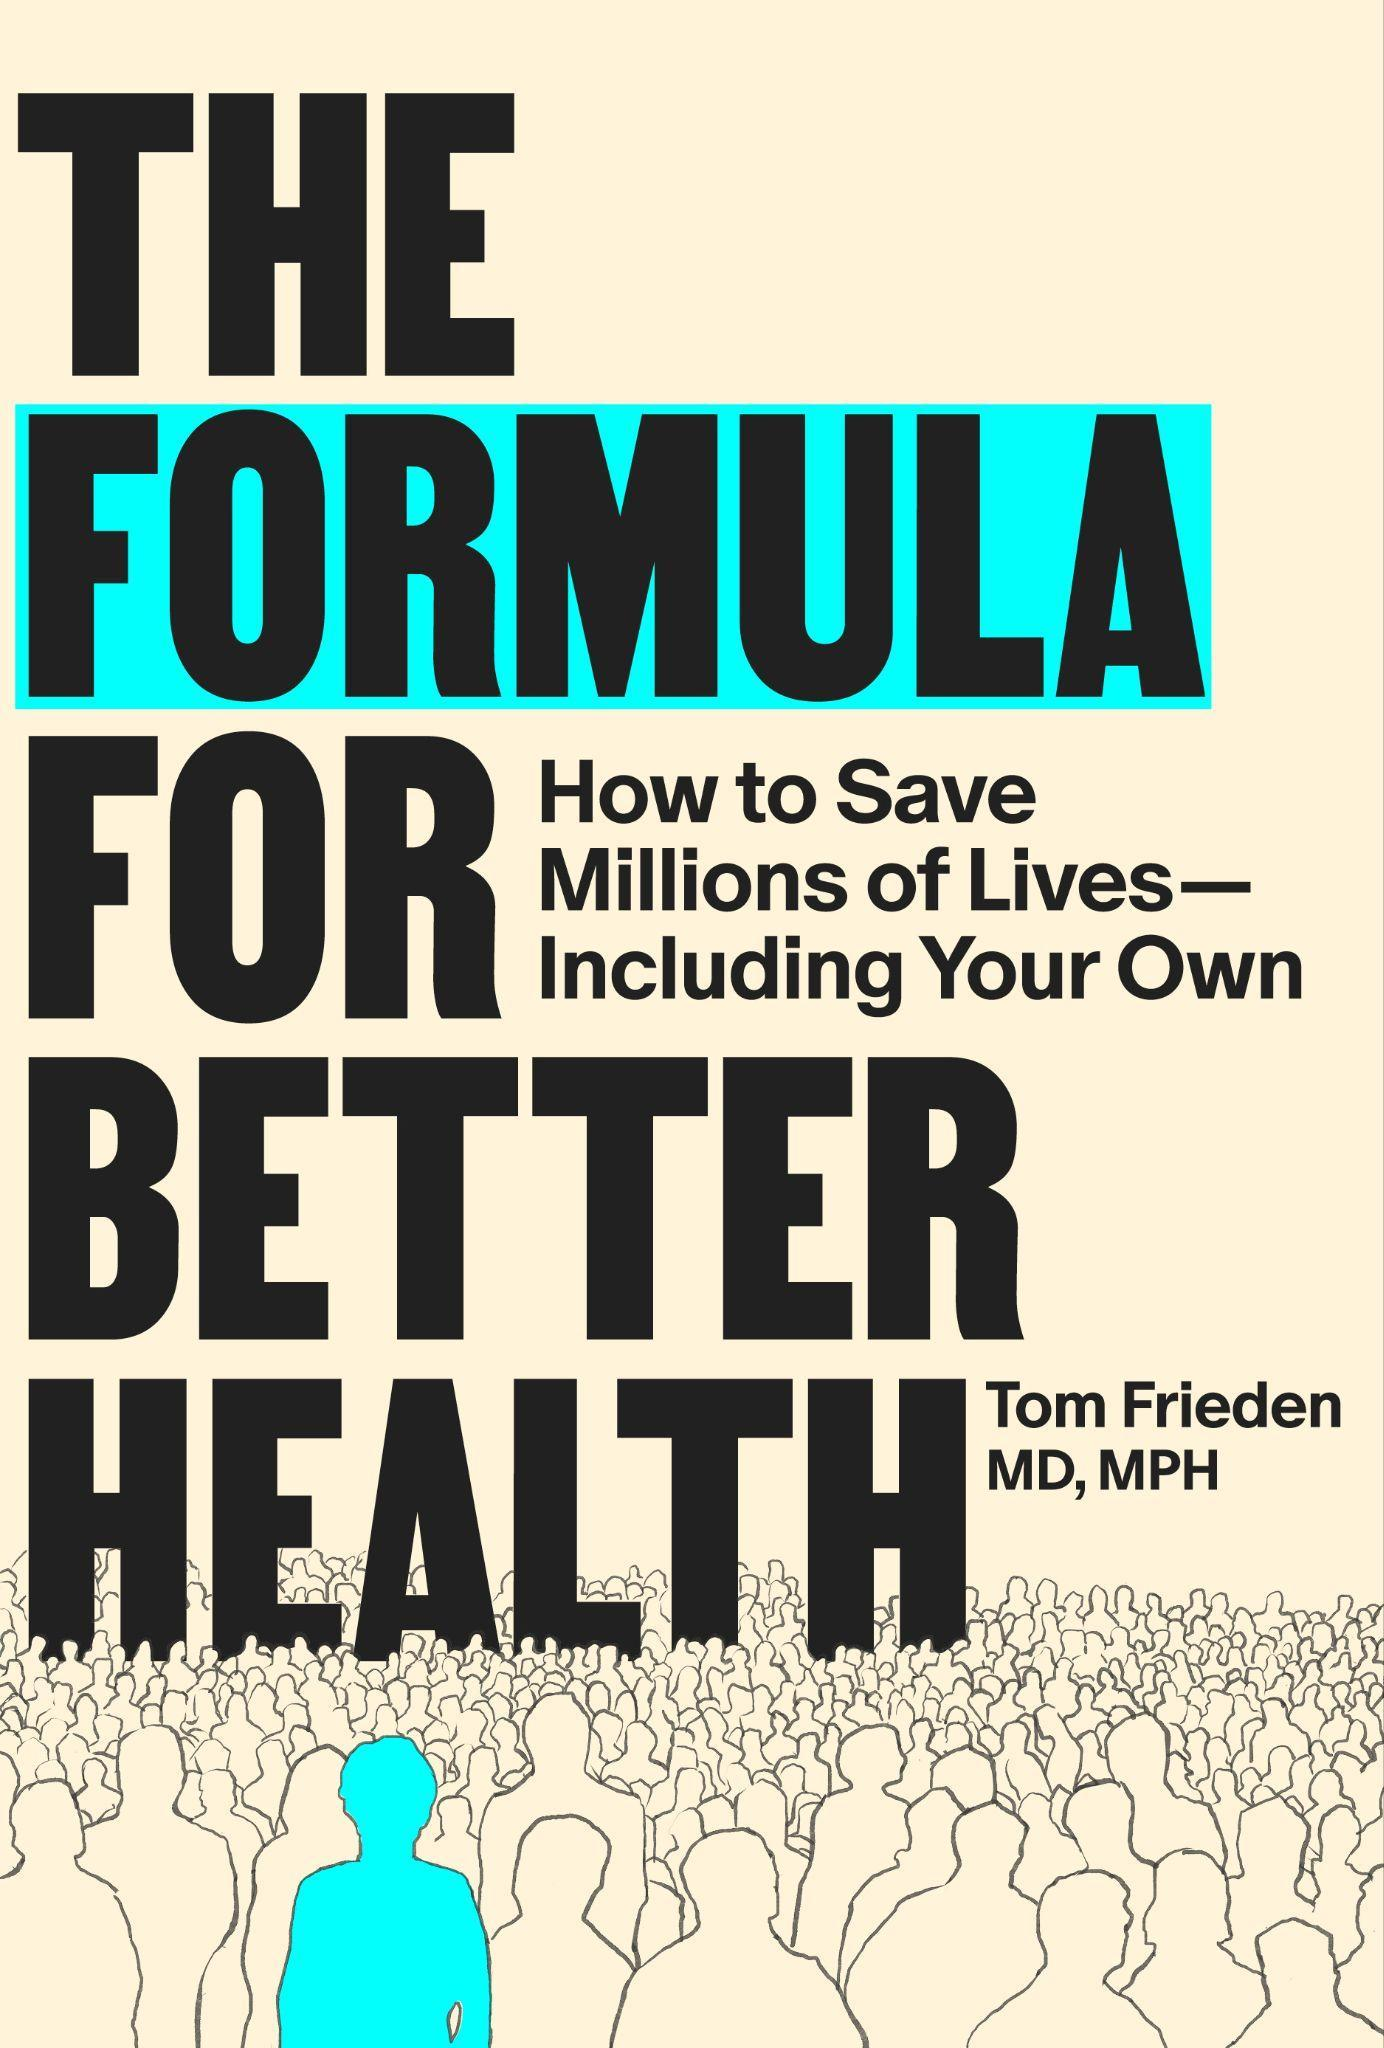 THE
FORMULA
FOR
How to Save
Millions of Lives—
Including Your Own
BETTER
HEALTH
Tom Frieden
MD, MPH